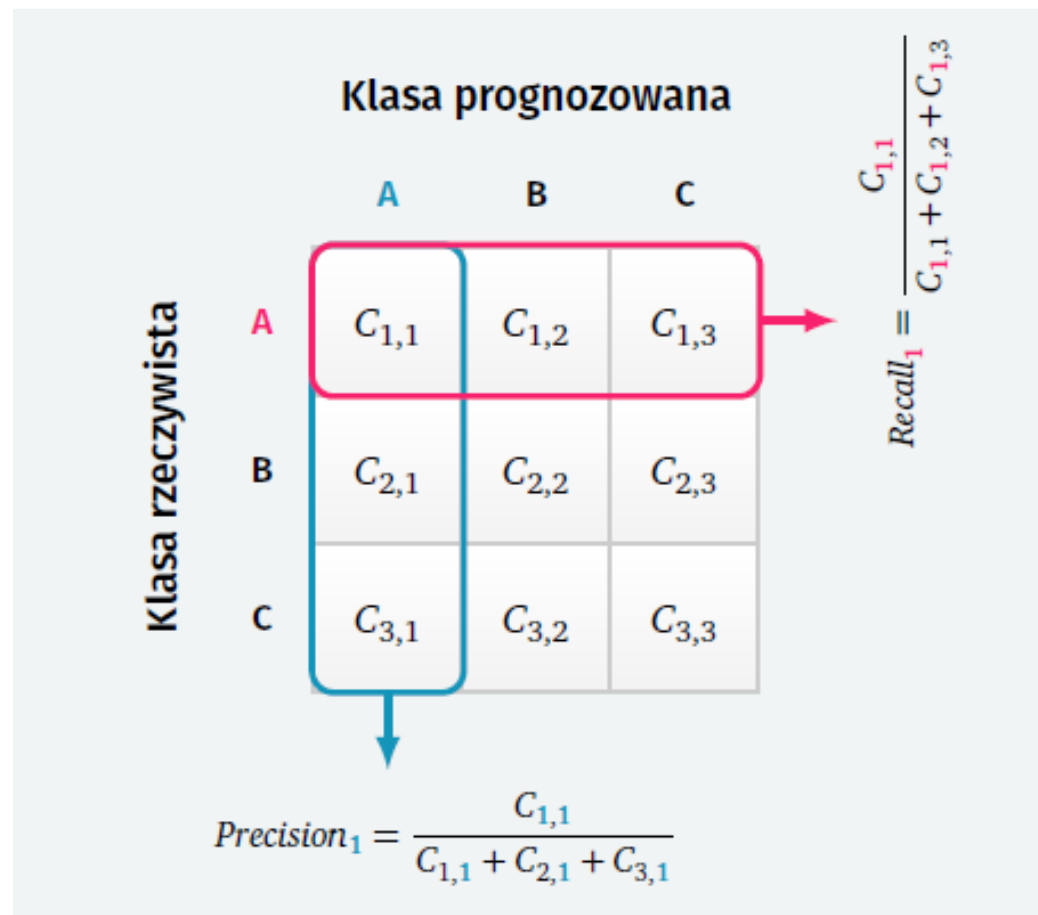 Klasa prognozowana
A B C
Klasa rzeczywista
A C1,1 C1,2 C1,3
B C2,1 C2,2 C2,3
C C3,1 C3,2 C3,3
Recall1 = C1,1 / C1,1 + C1,2 + C1,3
Precision1 = C1,1 / C1,1 + C2,1 + C3,1